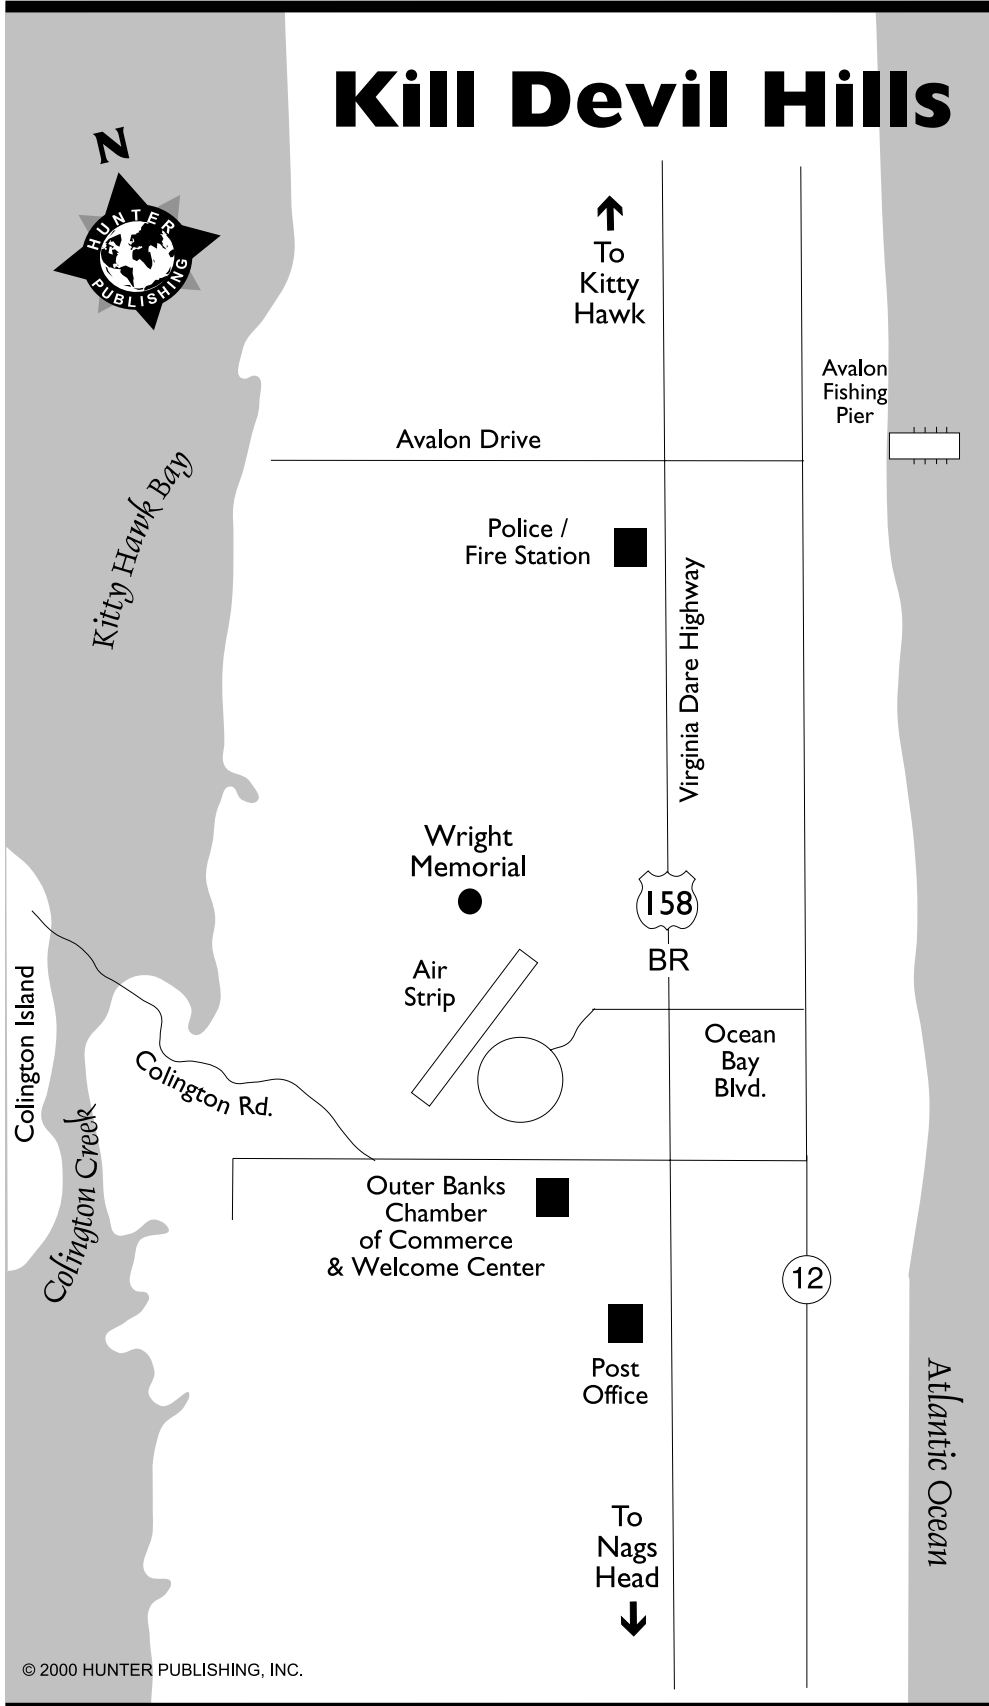 Kill Devil Hills
N
HUNTER
PUBLISHING
To
Kitty
Hawk
Avalon
Fishing
Pier
Avalon Drive
Kitty Hawk Bay
Police /
Fire Station
Virginia Dare Highway
Wright
Memorial
158
BR
Air
Strip
Colington Island
Ocean
Bay
Blvd.
Colington Rd.
Colington Creek
Outer Banks
Chamber
of Commerce
& Welcome Center
12
Post
Office
Atlantic Ocean
To
Nags
Head
© 2000 HUNTER PUBLISHING, INC.